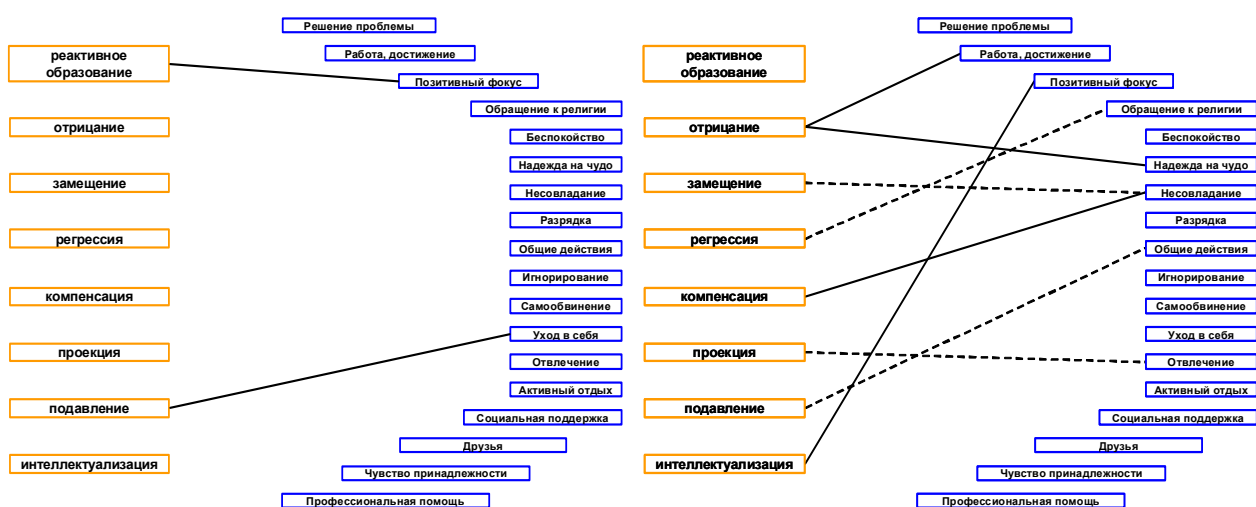 Решение проблемы
реактивное
образование
Работа, достижение
Позитивный фокус
Обращение к религии
отрицание
Беспокойство
Надежда на чудо
замещение
Несовладание
Разрядка
регрессия
Общие действия
Игнорирование
компенсация
Самообвинение
Уход в себя
проекция
Отвлечение
Активный отдых
подавление
Социальная поддержка
Друзья
интеллектуализация
Чувство принадлежности
Профессиональная помощь
Решение проблемы
реактивное
образование
Работа, достижение
Позитивный фокус
Обращение к религии
отрицание
Беспокойство
Надежда на чудо
замещение
Несовладание
Разрядка
регрессия
Общие действия
Игнорирование
компенсация
Самообвинение
Уход в себя
проекция
Отвлечение
Активный отдых
подавление
Социальная поддержка
Друзья
интеллектуализация
Чувство принадлежности
Профессиональная помощь